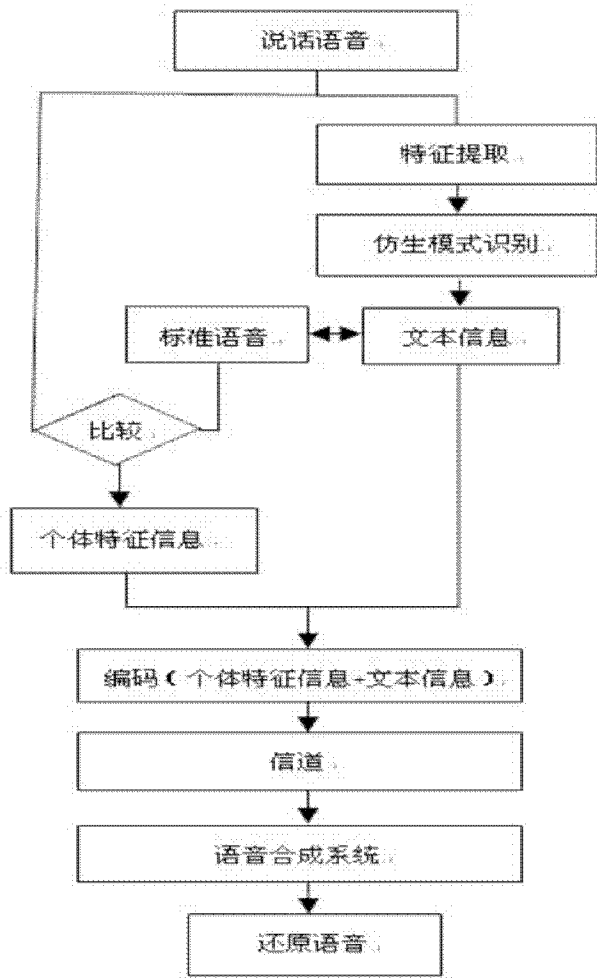 说话语音
特征提取
仿生模式识别
标准语音
文本信息
比较
个体特征信息
编码（个体特征信息+文本信息）
信道
语音合成系统
还原语音